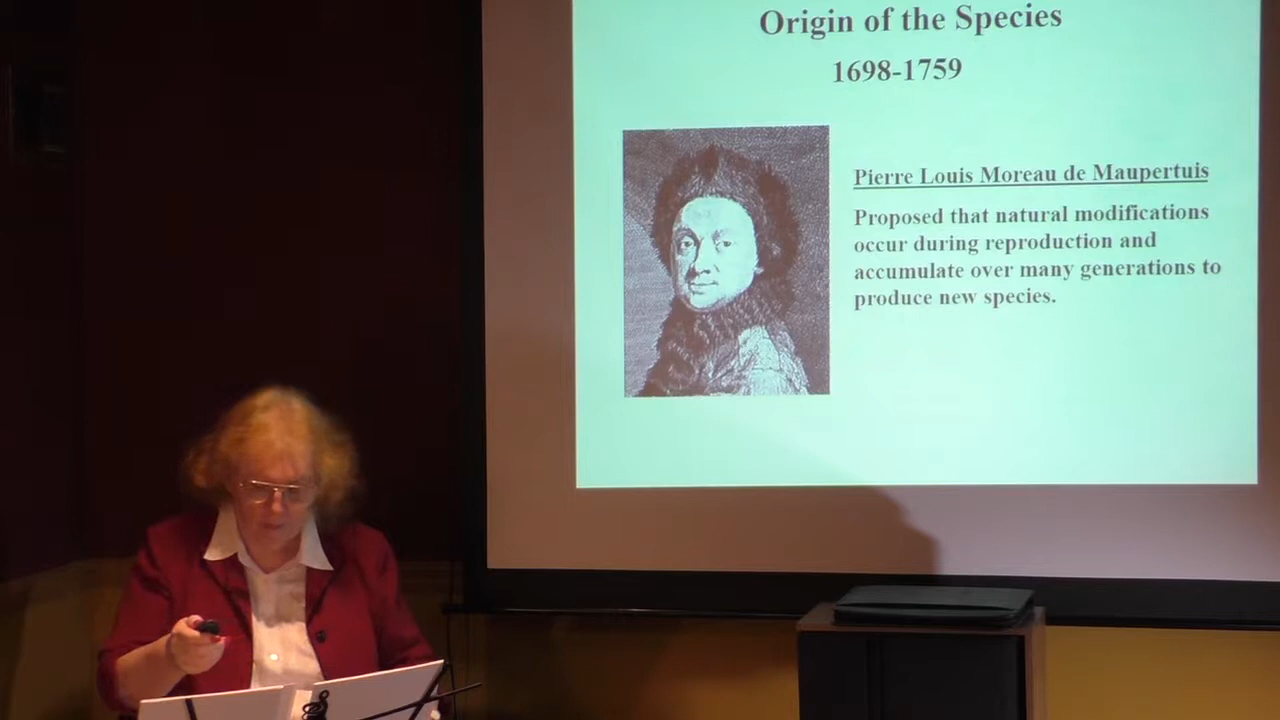 Origin of the Species
1698-1759
Pierre Louis Moreau de Maupertuis
Proposed that natural modifications
occur during reproduction and
accumulate over many generations to
produce new species.